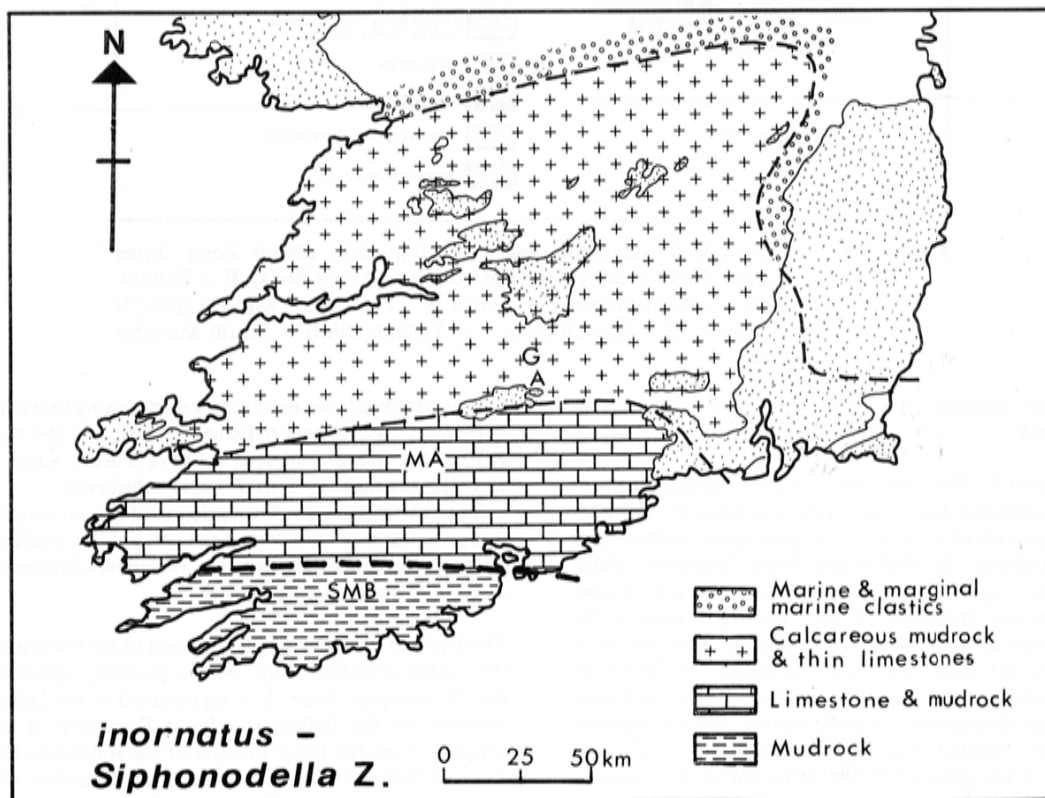 N
G
A
MA
SMB
Marine & marginal
marine clastics
Calcareous mudrock
& thin limestones
Limestone & mudrock
Mudrock
inornatus –
Siphonodella Z.
0 25 50km